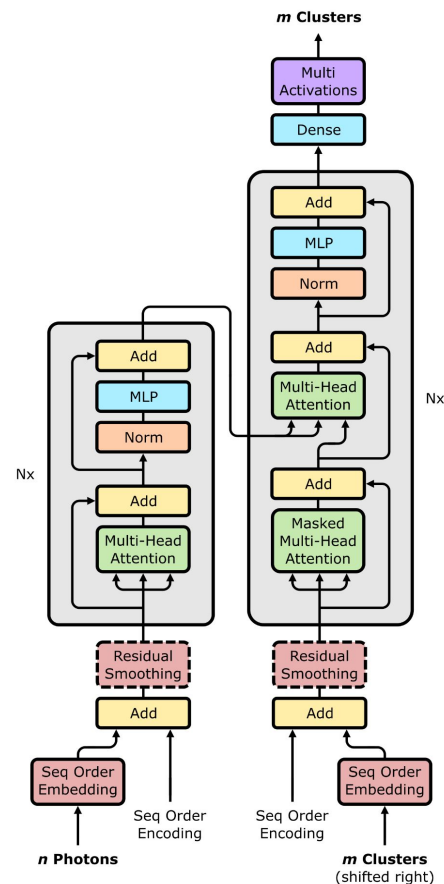 m Clusters
Multi
Activations
Dense
Add
MLP
Norm
Add
Multi-Head
Attention
Nx
Add
Masked
Multi-Head
Attention
Add
MLP
Norm
Nx
Add
Multi-Head
Attention
Residual
Smoothing
Add
Seq Order
Embedding
Seq Order
Encoding
n Photons
Residual
Smoothing
Add
Seq Order
Encoding
Seq Order
Embedding
m Clusters
(shifted right)